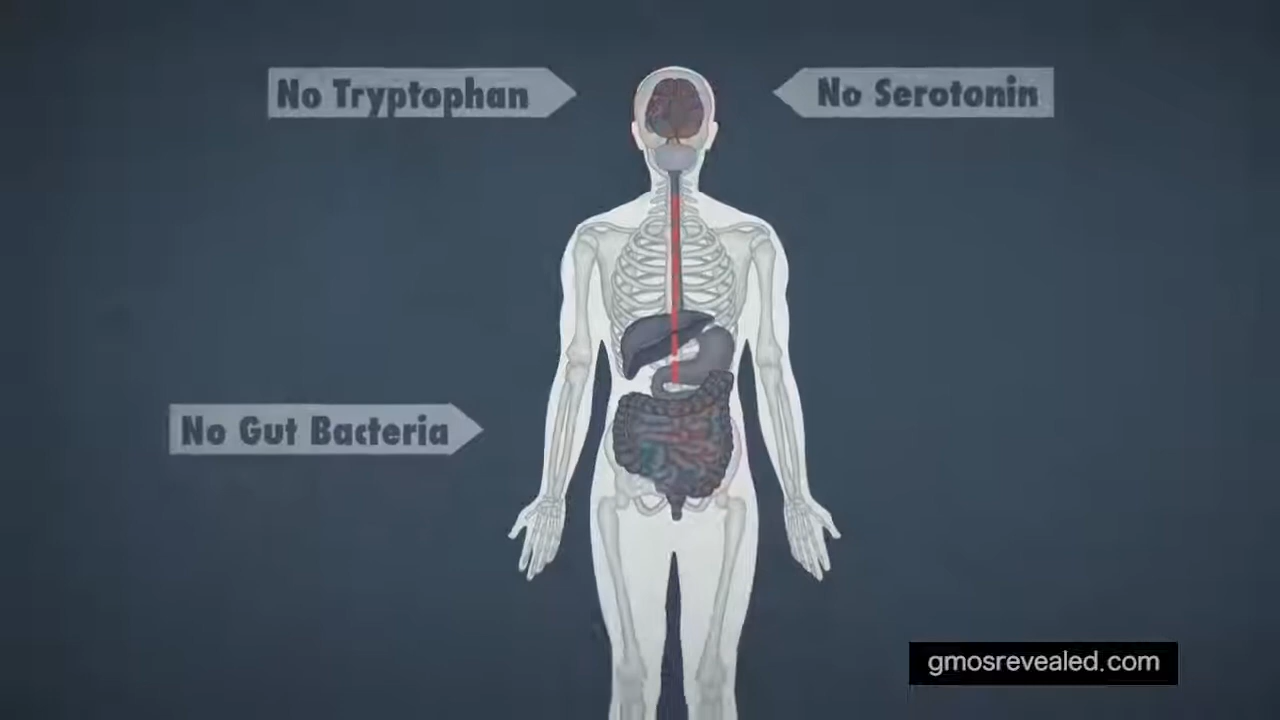 No Tryptophan
No Serotonin
No Gut Bacteria
gmosrevealed.com